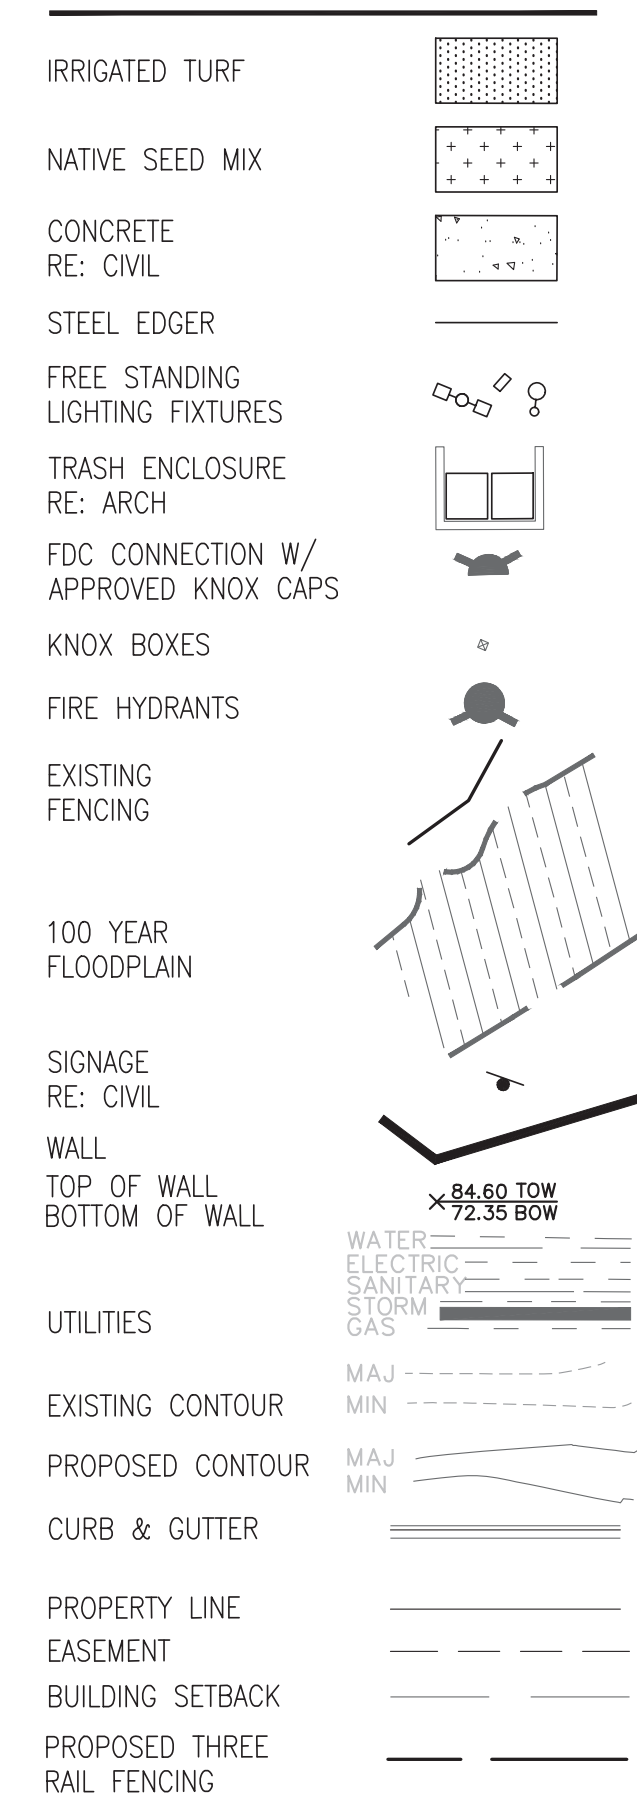 IRRIGATED TURF
NATIVE SEED MIX
CONCRETE
RE: CIVIL
STEEL EDGER
FREE STANDING
LIGHTING FIXTURES
TRASH ENCLOSURE
RE: ARCH
FDC CONNECTION W/
APPROVED KNOX CAPS
KNOX BOXES
FIRE HYDRANTS
EXISTING
FENCING
100 YEAR
FLOODPLAIN
SIGNAGE
RE: CIVIL
WALL
TOP OF WALL
84.60 TOW
BOTTOM OF WALL
72.35 BOW
WATER
ELECTRIC
SANITARY
STORM
GAS
UTILITIES
MAJ
MIN
EXISTING CONTOUR
MAJ
MIN
PROPOSED CONTOUR
CURB & GUTTER
PROPERTY LINE
EASEMENT
BUILDING SETBACK
PROPOSED THREE
RAIL FENCING